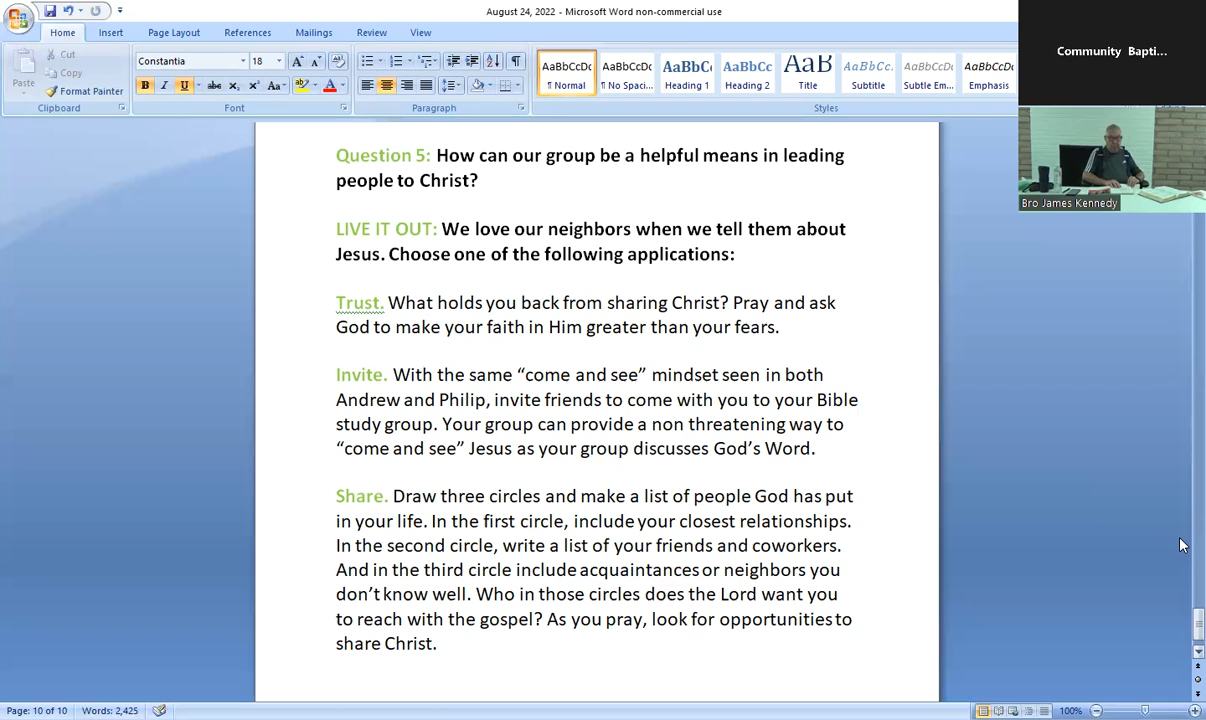 August 24, 2022 - Microsoft Word non-commercial use
Home Insert Page Layout References Mailings Review View
Community Bapti...
Cut
Copy
Paste
Format Painter
Constantia 18
AaBbCcDc AaBbCcDc AaBbC AaBbCc AaB AaBbCc. AaBbCcDc AaBbCcDc
¶ Normal ¶ No Spaci... Heading 1 Heading 2 Title Subtitle Subtle Em... Emphasis
Clipboard Font Paragraph Styles
Bro James Kennedy
Question 5: How can our group be a helpful means in leading
people to Christ?
LIVE IT OUT: We love our neighbors when we tell them about
Jesus. Choose one of the following applications:
Trust. What holds you back from sharing Christ? Pray and ask
God to make your faith in Him greater than your fears.
Invite. With the same “come and see” mindset seen in both
Andrew and Philip, invite friends to come with you to your Bible
study group. Your group can provide a non threatening way to
“come and see” Jesus as your group discusses God’s Word.
Share. Draw three circles and make a list of people God has put
in your life. In the first circle, include your closest relationships.
In the second circle, write a list of your friends and coworkers.
And in the third circle include acquaintances or neighbors you
don’t know well. Who in those circles does the Lord want you
to reach with the gospel? As you pray, look for opportunities to
share Christ.
Page: 10 of 10 Words: 2,425 100%